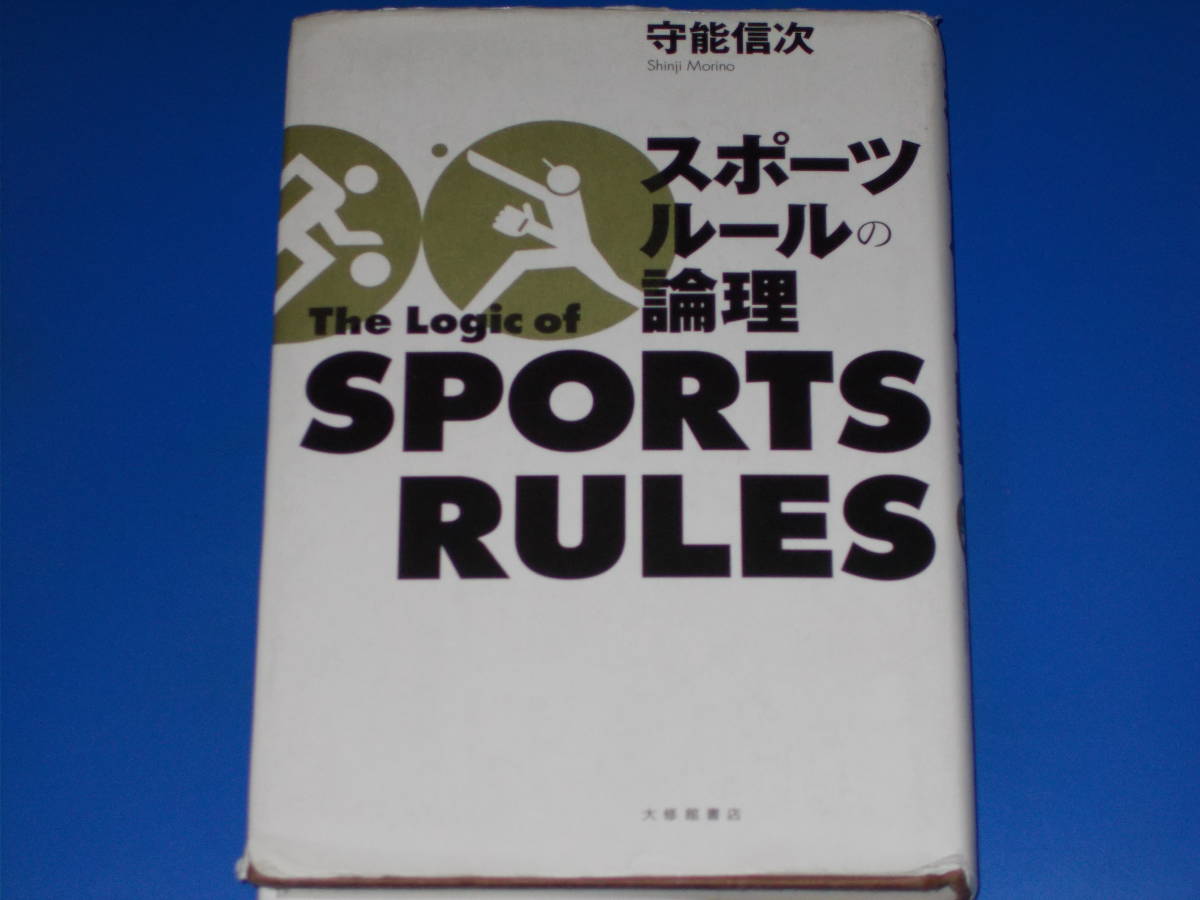 守能信次
Shinji Morino
スポーツ
ルールの
論理
The Logic of
SPORTS
RULES
大修館書店